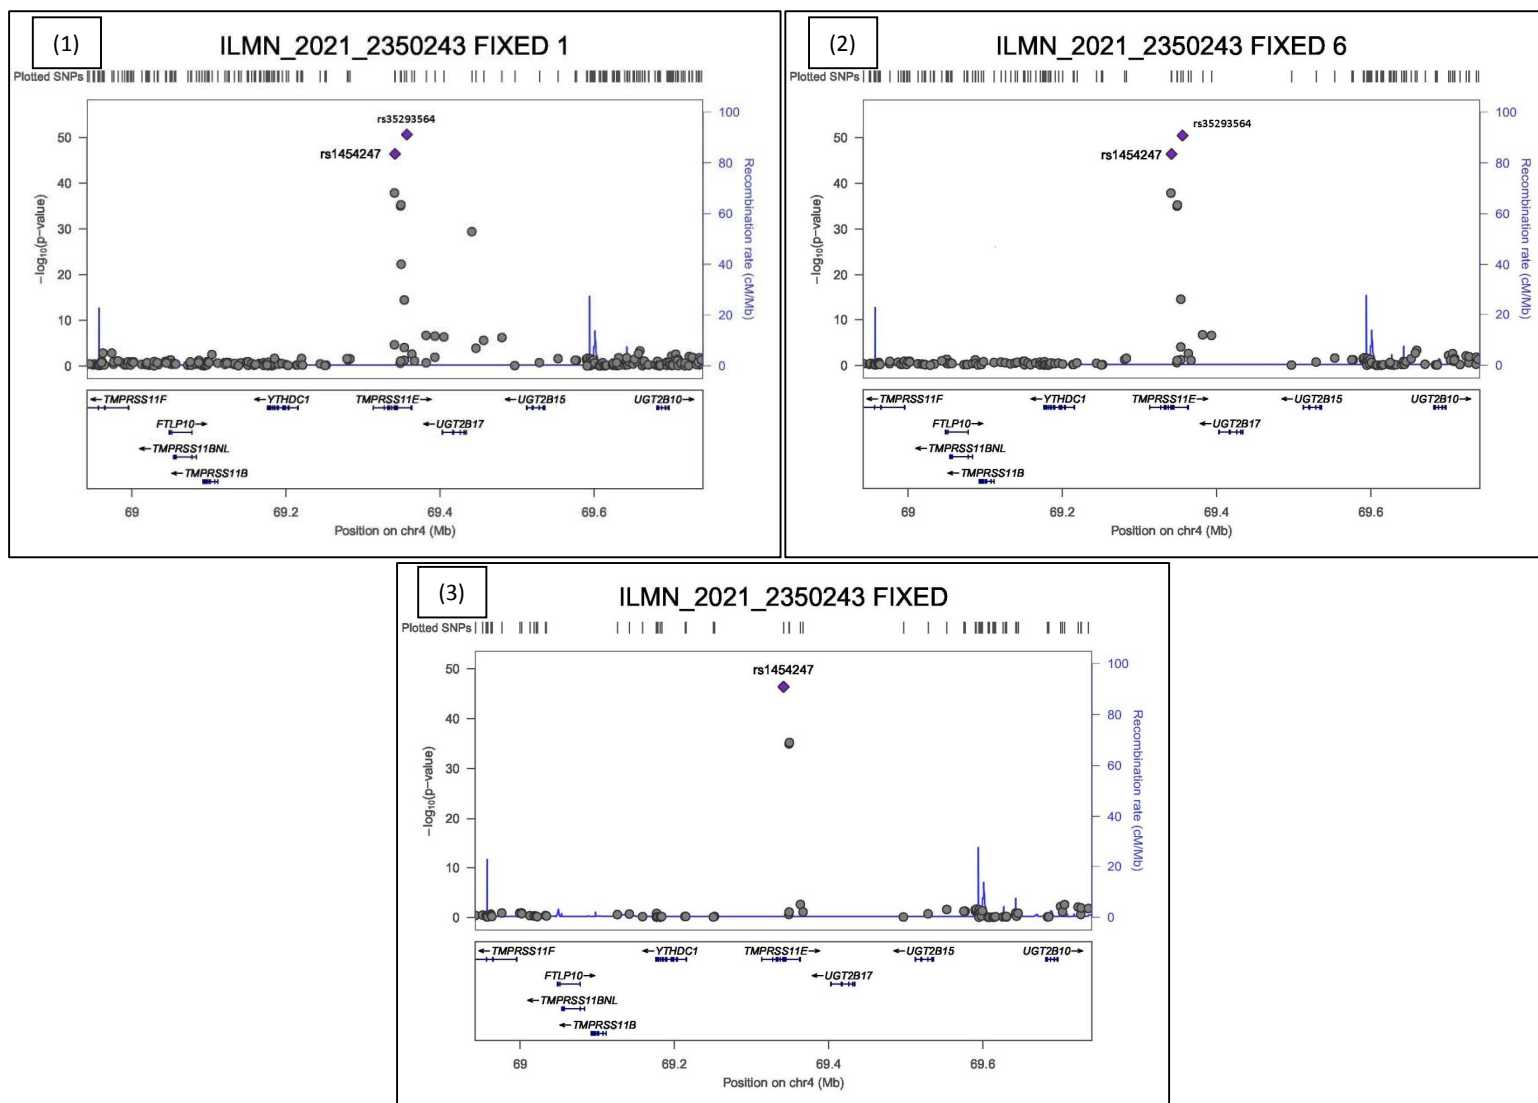 (1)
ILMN_2021_2350243 FIXED 1
Plotted SNPs
rs35293564
rs1454247
50
40
30
20
10
0
−log₁₀(p−value)
100
80
60
40
20
0
Recombination rate (cM/Mb)
←TMPRSS11F
←YTHDC1
TMPRSS11E→
←UGT2B15
UGT2B10→
FTLP10→
←UGT2B17
←TMPRSS11BNL
←TMPRSS11B
69
69.2
69.4
69.6
Position on chr4 (Mb)
(2)
ILMN_2021_2350243 FIXED 6
Plotted SNPs
rs35293564
rs1454247
50
40
30
20
10
0
−log₁₀(p−value)
100
80
60
40
20
0
Recombination rate (cM/Mb)
←TMPRSS11F
←YTHDC1
TMPRSS11E→
←UGT2B15
UGT2B10→
FTLP10→
←UGT2B17
←TMPRSS11BNL
←TMPRSS11B
69
69.2
69.4
69.6
Position on chr4 (Mb)
(3)
ILMN_2021_2350243 FIXED
Plotted SNPs
rs1454247
50
40
30
20
10
0
−log₁₀(p−value)
100
80
60
40
20
0
Recombination rate (cM/Mb)
←TMPRSS11F
←YTHDC1
TMPRSS11E→
←UGT2B15
UGT2B10→
FTLP10→
←UGT2B17
←TMPRSS11BNL
←TMPRSS11B
69
69.2
69.4
69.6
Position on chr4 (Mb)